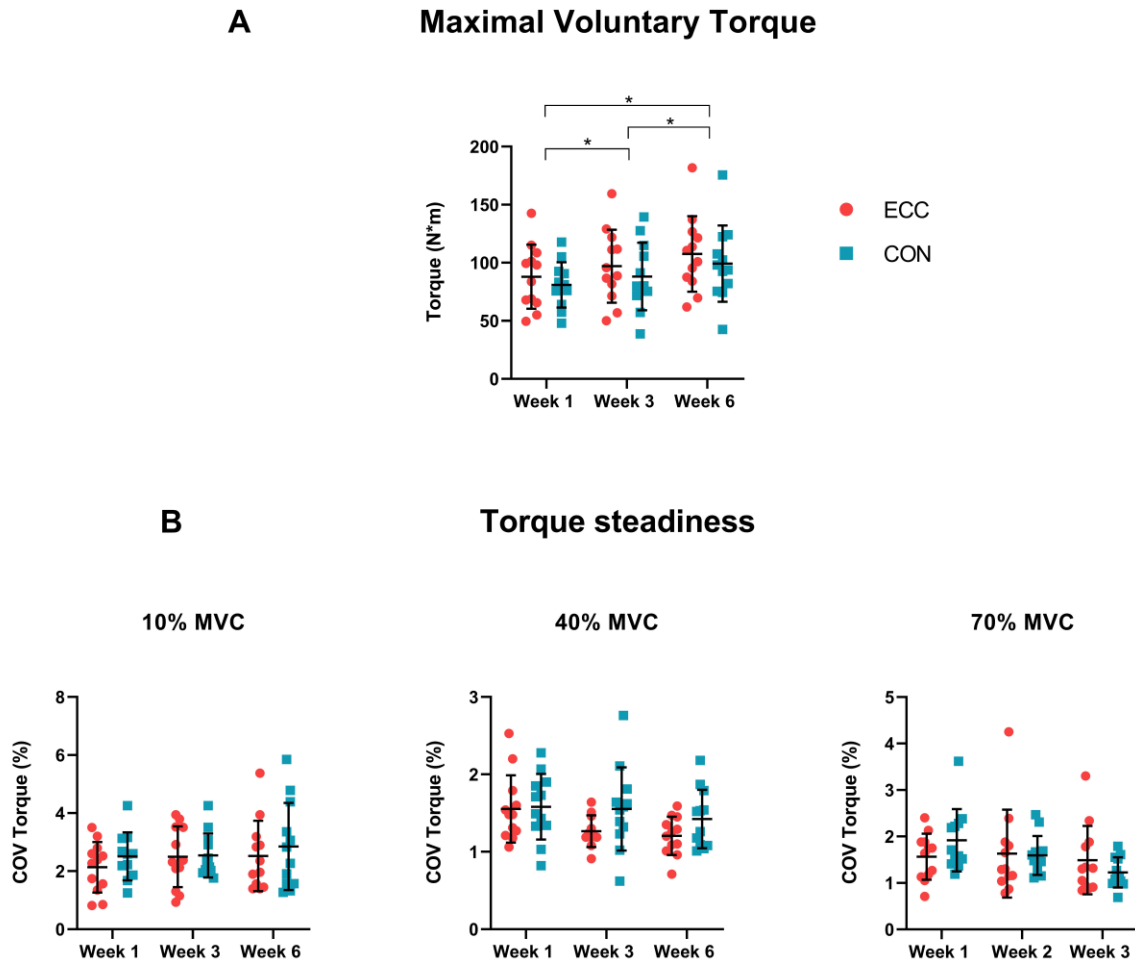 A Maximal Voluntary Torque
*
*
*
200
150
100
50
0
Torque (N*m)
Week 1 Week 3 Week 6
ECC
CON
B Torque steadiness
10% MVC
8
6
4
2
0
COV Torque (%)
Week 1 Week 3 Week 6
40% MVC
3
2
1
0
COV Torque (%)
Week 1 Week 3 Week 6
70% MVC
5
4
3
2
1
0
COV Torque (%)
Week 1 Week 2 Week 3